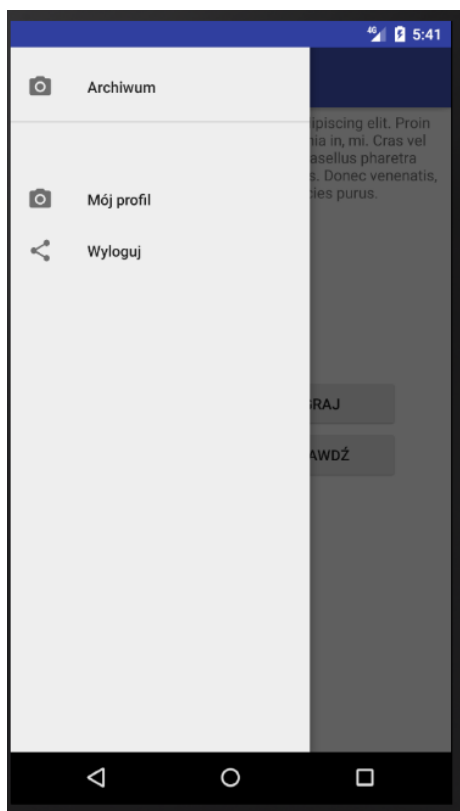 4G 5:41
Archiwum
ipiscing elit. Proin
in, mi. Cras vel
asellus pharetra
s. Donec venenatis,
cies purus.
Mój profil
Wyloguj
RAJ
AWDŹ